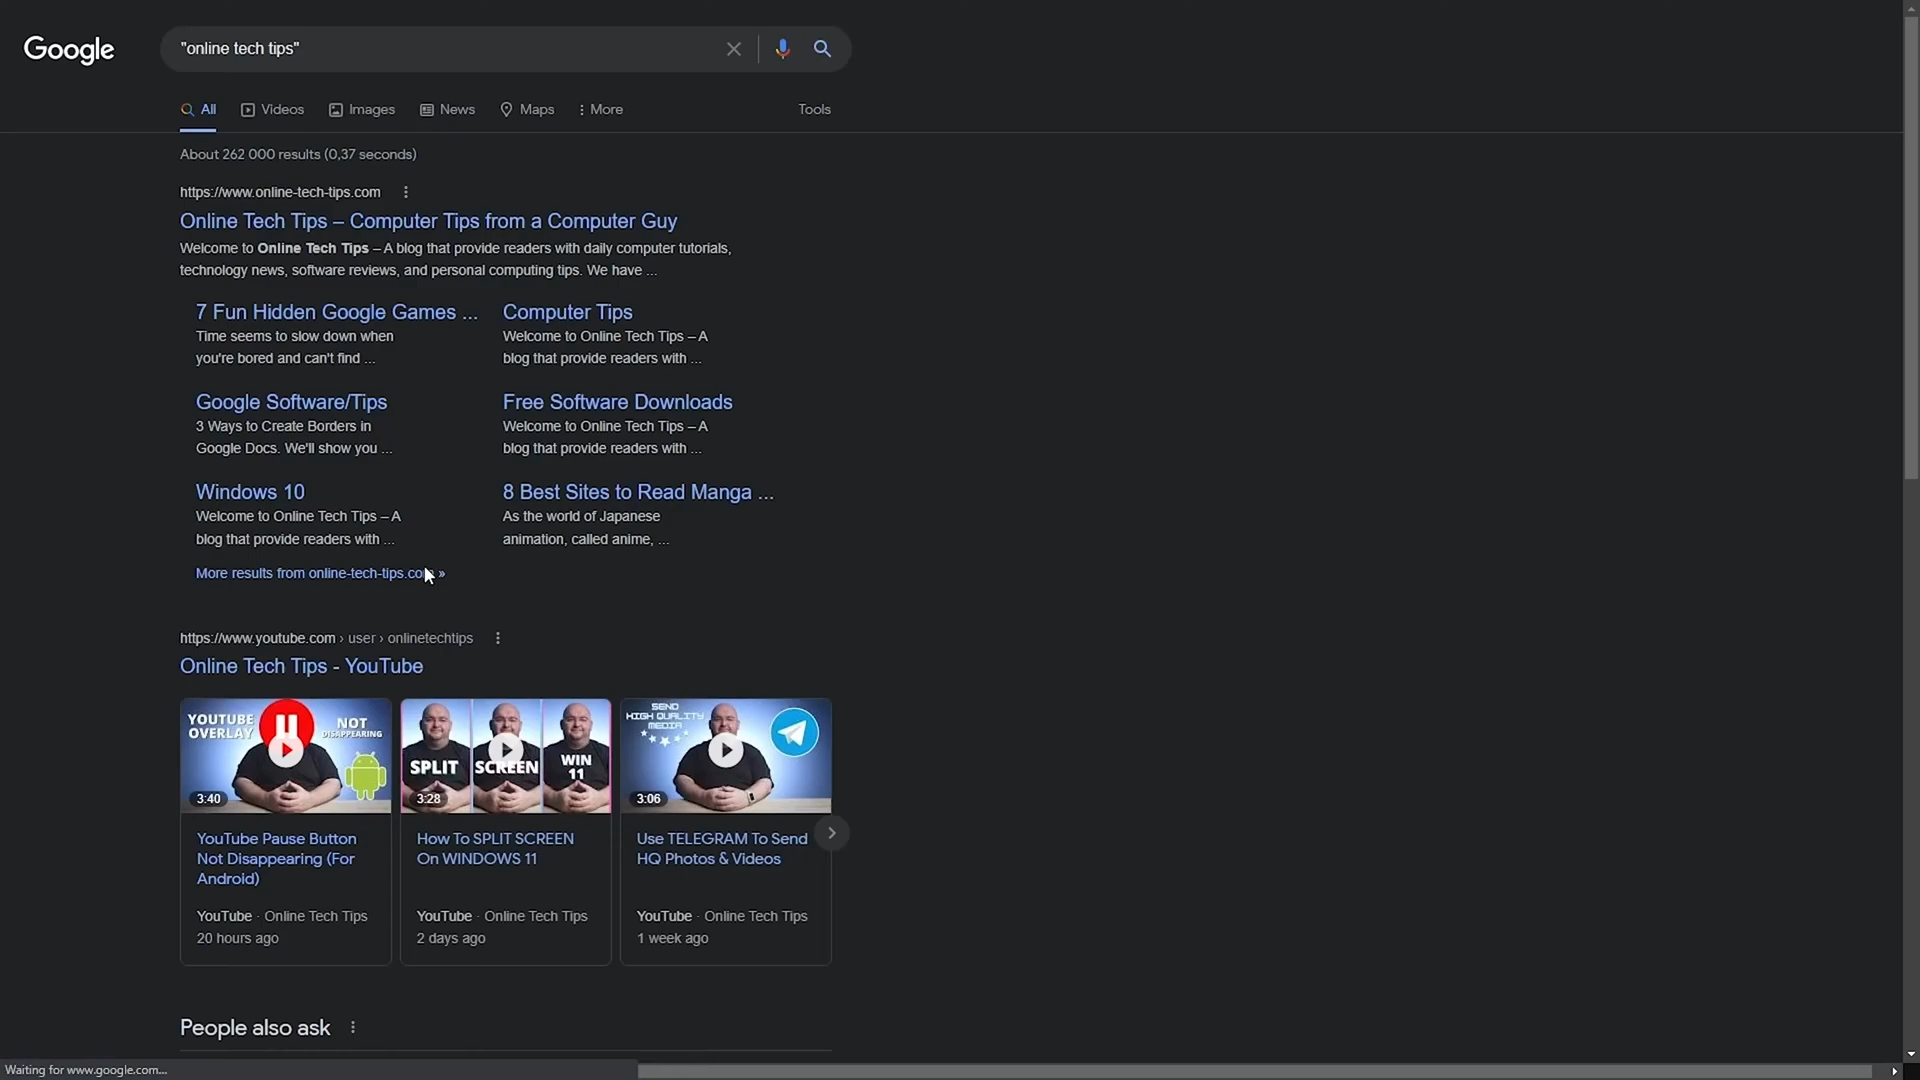 Google
"online tech tips"
All
Videos
Images
News
Maps
More
Tools
About 262 000 results (0,37 seconds)
https://www.online-tech-tips.com
Online Tech Tips – Computer Tips from a Computer Guy
Welcome to Online Tech Tips – A blog that provide readers with daily computer tutorials,
technology news, software reviews, and personal computing tips. We have ...
7 Fun Hidden Google Games ...
Time seems to slow down when
you're bored and can't find ...
Computer Tips
Welcome to Online Tech Tips – A
blog that provide readers with ...
Google Software/Tips
3 Ways to Create Borders in
Google Docs. We'll show you ...
Free Software Downloads
Welcome to Online Tech Tips – A
blog that provide readers with ...
Windows 10
Welcome to Online Tech Tips – A
blog that provide readers with ...
8 Best Sites to Read Manga ...
As the world of Japanese
animation, called anime, ...
More results from online-tech-tips.com »
https://www.youtube.com › user › onlinetechtips
Online Tech Tips - YouTube
YOUTUBE
OVERLAY
NOT
DISAPPEARING
3:40
YouTube Pause Button
Not Disappearing (For
Android)
YouTube · Online Tech Tips
20 hours ago
SPLIT SCREEN WIN
11
3:28
How To SPLIT SCREEN
On WINDOWS 11
YouTube · Online Tech Tips
2 days ago
SEND
HIGH QUALITY
MEDIA
3:06
Use TELEGRAM To Send
HQ Photos & Videos
YouTube · Online Tech Tips
1 week ago
People also ask
Waiting for www.google.com...